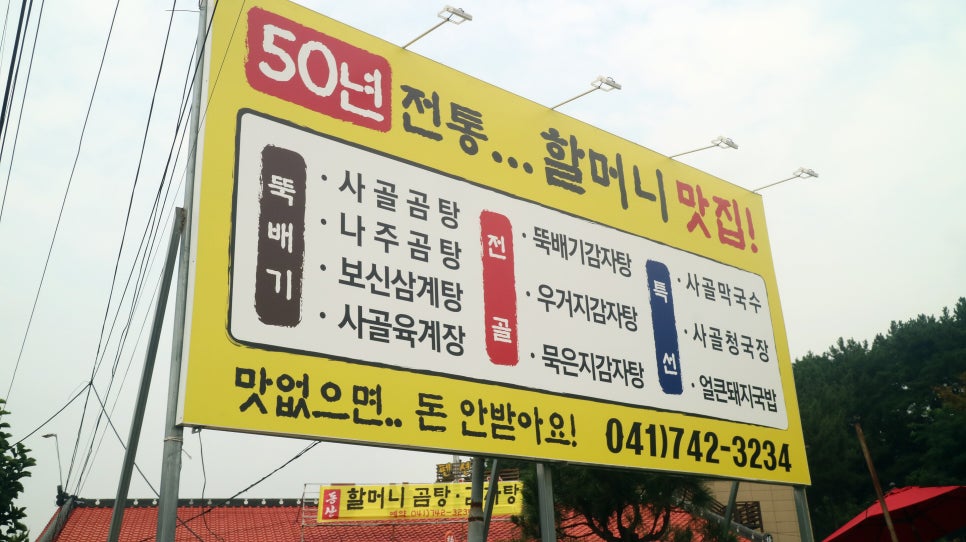 50년 전통... 할머니 맛집!
뚝배기
· 사골곰탕
· 나주곰탕
· 보신삼계탕
· 사골육계장
전골
· 뚝배기감자탕
· 우거지감자탕
· 묵은지감자탕
특선
· 사골막국수
· 사골청국장
· 얼큰돼지국밥
맛없으면.. 돈 안받아요! 041)742-3234
동산 할머니 곰탕·